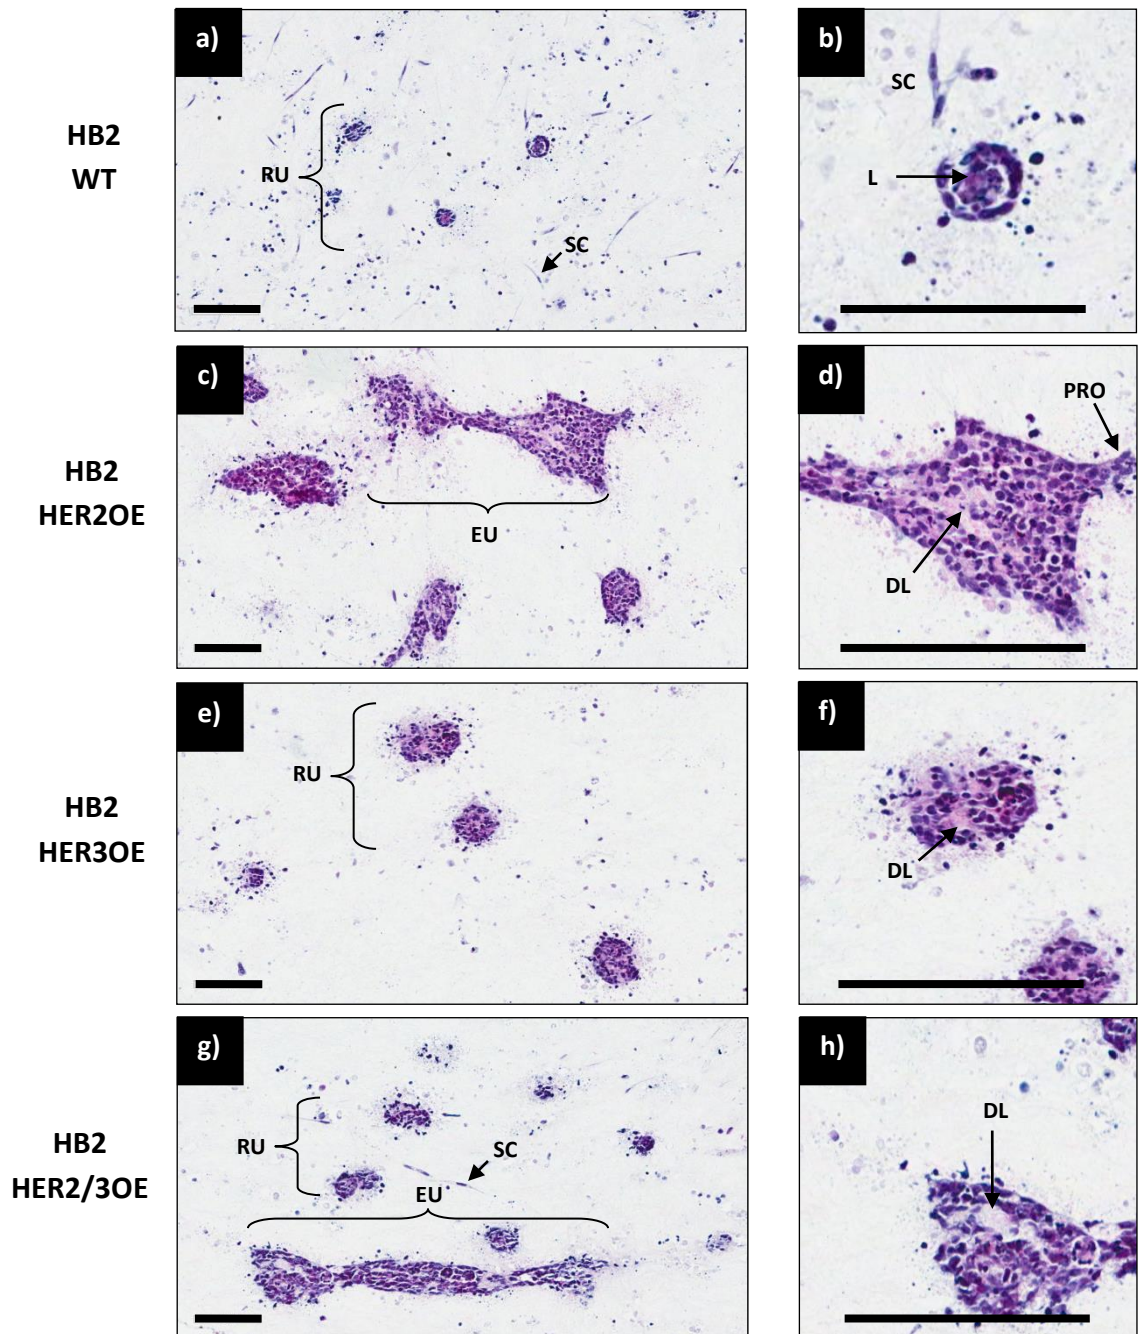 HB2
WT
a)
RU
SC
b)
SC
L
HB2
HER2OE
c)
EU
d)
PRO
DL
HB2
HER3OE
e)
RU
f)
DL
HB2
HER2/3OE
g)
RU
SC
EU
h)
DL